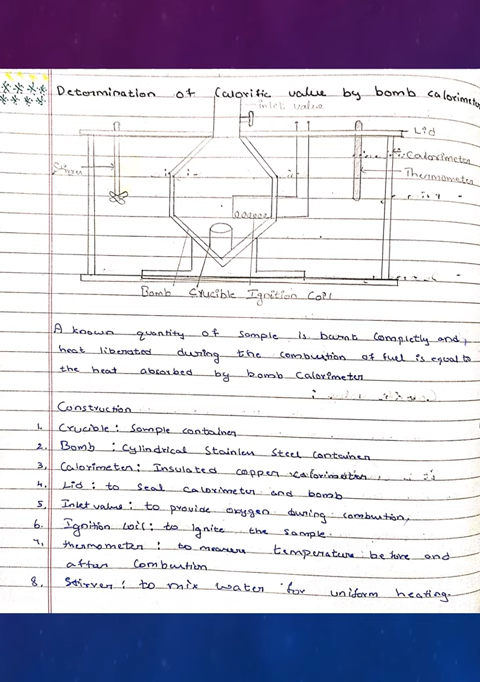 Determination of Calorific value by bomb calorimeter
inlet valve
Lid
Calorimeter
Thermometer
Bomb Crucible Ignition Coil
A known quantity of sample is burnt completly and,
heat liberated during the combustion of fuel is equal to
the heat absorbed by bomb Calorimeter
Construction
1. Crucible: Sample container
2. Bomb : Cylindrical Stainless Steel Container
3. Calorimeter: Insulated copper calorimeter
4. Lid: to Seal calorimeter and bomb
5. Inlet valve: to provide oxygen during combustion,
6. Ignition Coil: to Ignite the Sample.
7. thermometer : to measure temperature before and
after Combustion
8. Stirrer: to mix water for uniform heating.